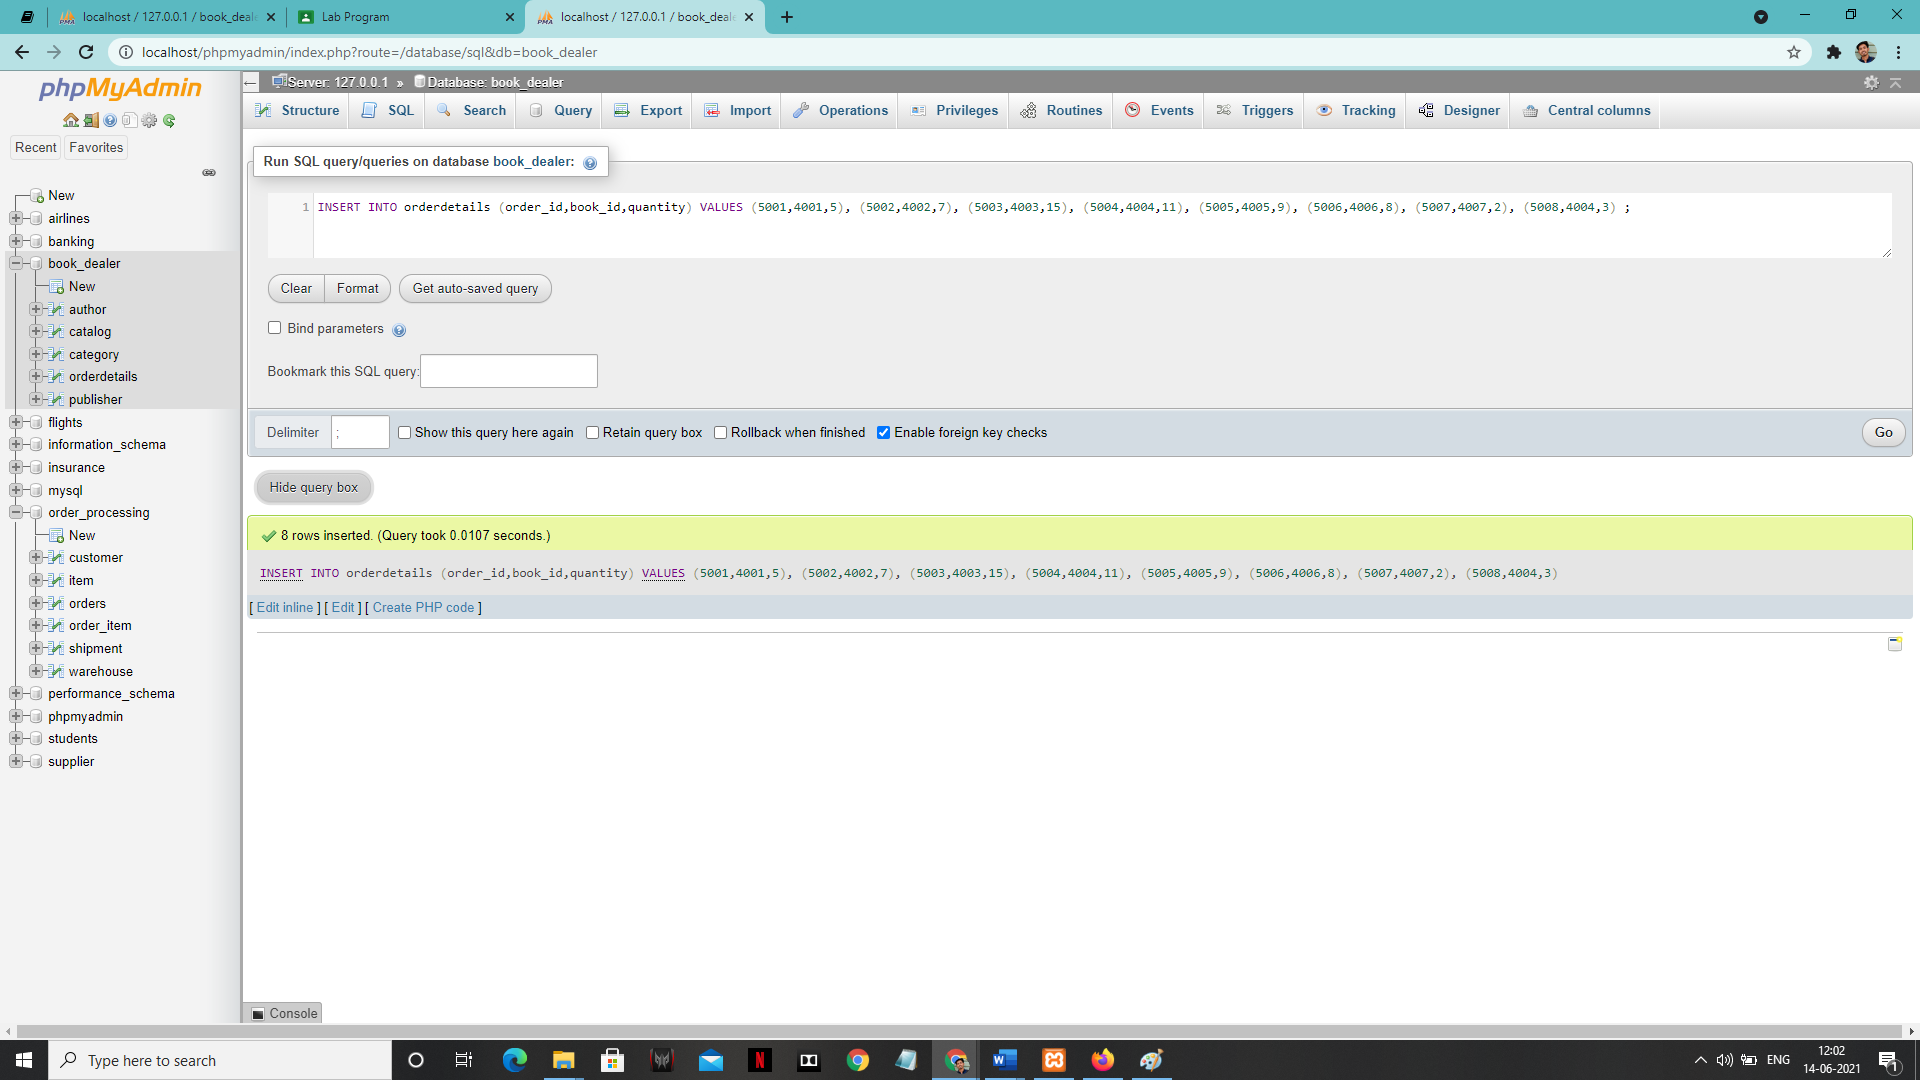 localhost / 127.0.0.1 / book_deale
Lab Program
localhost / 127.0.0.1 / book_deale
localhost/phpmyadmin/index.php?route=/database/sql&db=book_dealer
phpMyAdmin
Server: 127.0.0.1 » Database: book_dealer
Structure SQL Search Query Export Import Operations Privileges Routines Events Triggers Tracking Designer Central columns
Recent Favorites
New
airlines
banking
book_dealer
New
author
catalog
category
orderdetails
publisher
flights
information_schema
insurance
mysql
order_processing
New
customer
item
orders
order_item
shipment
warehouse
performance_schema
phpmyadmin
students
supplier
Run SQL query/queries on database book_dealer:
1 INSERT INTO orderdetails (order_id,book_id,quantity) VALUES (5001,4001,5), (5002,4002,7), (5003,4003,15), (5004,4004,11), (5005,4005,9), (5006,4006,8), (5007,4007,2), (5008,4004,3) ;
Clear Format Get auto-saved query
Bind parameters
Bookmark this SQL query:
Delimiter ; Show this query here again Retain query box Rollback when finished Enable foreign key checks Go
Hide query box
8 rows inserted. (Query took 0.0107 seconds.)
INSERT INTO orderdetails (order_id,book_id,quantity) VALUES (5001,4001,5), (5002,4002,7), (5003,4003,15), (5004,4004,11), (5005,4005,9), (5006,4006,8), (5007,4007,2), (5008,4004,3)
[ Edit inline ] [ Edit ] [ Create PHP code ]
Console
Type here to search
ENG
12:02
14-06-2021
1